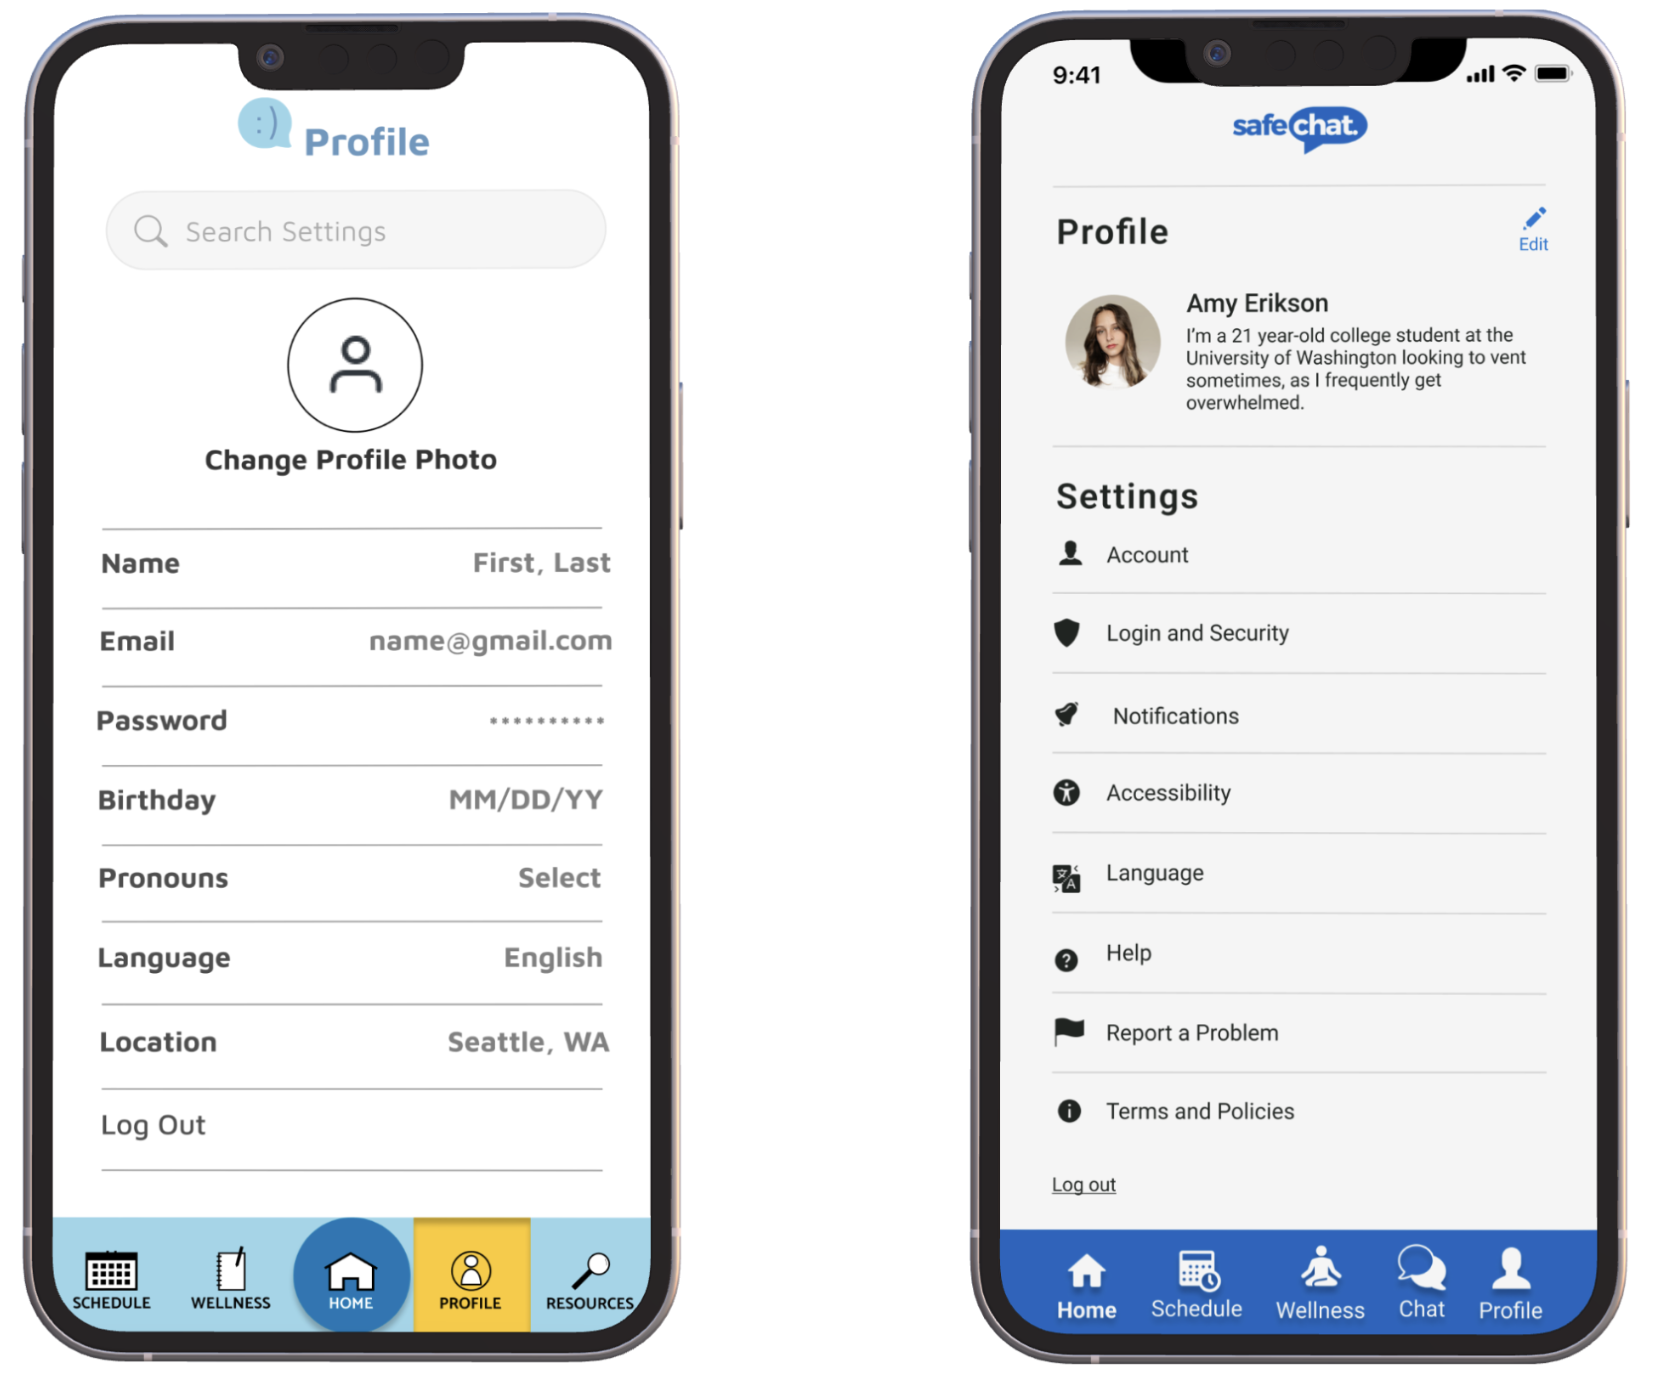 :) Profile
Search Settings
Change Profile Photo
Name First, Last
Email name@gmail.com
Password **********
Birthday MM/DD/YY
Pronouns Select
Language English
Location Seattle, WA
Log Out
SCHEDULE WELLNESS HOME PROFILE RESOURCES
9:41
safechat.
Profile
Edit
Amy Erikson
I'm a 21 year-old college student at the
University of Washington looking to vent
sometimes, as I frequently get
overwhelmed.
Settings
Account
Login and Security
Notifications
Accessibility
文 A Language
? Help
Report a Problem
i Terms and Policies
Log out
Home Schedule Wellness Chat Profile